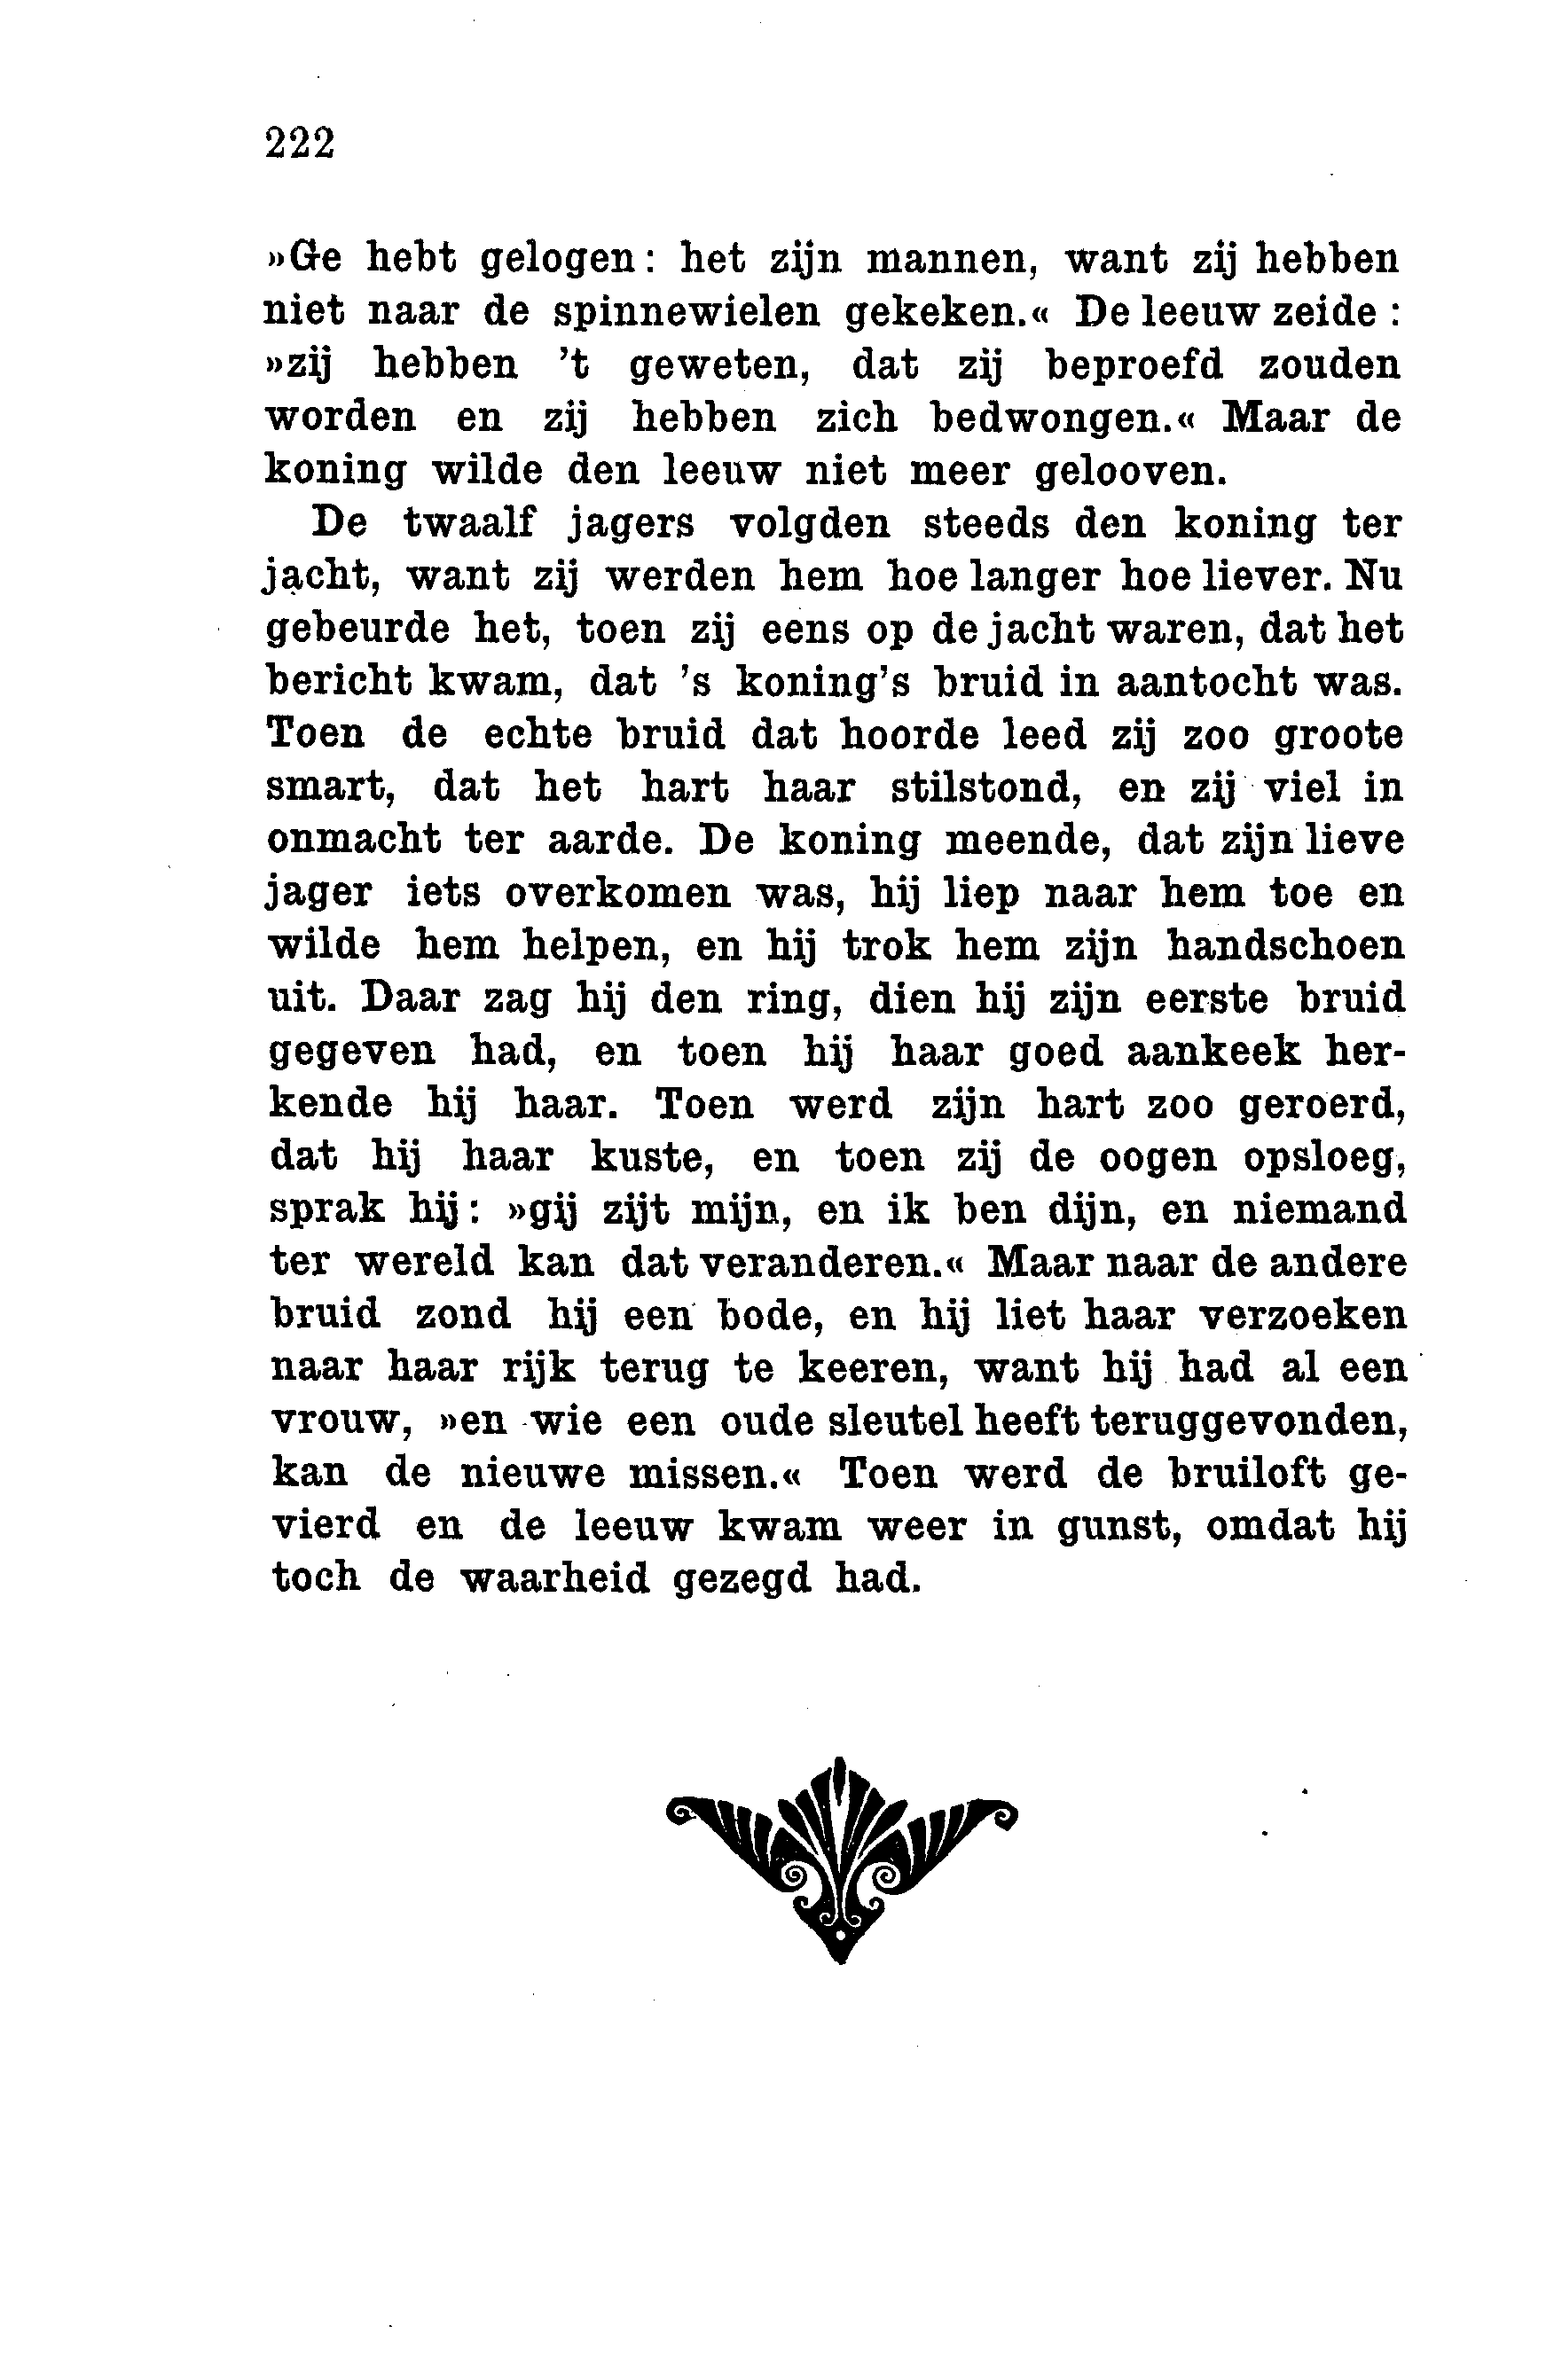 222
»Ge hebt gelogen: het zijn mannen, want zij hebben
niet naar de spinnewielen gekeken.« De leeuw zeide:
»zij hebben 't geweten, dat zij beproefd zouden
worden en zij hebben zich bedwongen.« Maar de
koning wilde den leeuw niet meer gelooven.
De twaalf jagers volgden steeds den koning ter
jacht, want zij werden hem hoe langer hoe liever. Nu
gebeurde het, toen zij eens op de jacht waren, dat het
bericht kwam, dat 's koning's bruid in aantocht was.
Toen de echte bruid dat hoorde leed zij zoo groote
smart, dat het hart haar stilstond, en zij viel in
onmacht ter aarde. De koning meende, dat zijn lieve
jager iets overkomen was, hij liep naar hem toe en
wilde hem helpen, en hij trok hem zijn handschoen
uit. Daar zag hij den ring, dien hij zijn eerste bruid
gegeven had, en toen hij haar goed aankeek her-
kende hij haar. Toen werd zijn hart zoo geroerd,
dat hij haar kuste, en toen zij de oogen opsloeg,
sprak hij: »gij zijt mijn, en ik ben dijn, en niemand
ter wereld kan dat veranderen.« Maar naar de andere
bruid zond hij een bode, en hij liet haar verzoeken
naar haar rijk terug te keeren, want hij had al een
vrouw, »en wie een oude sleutel heeft teruggevonden,
kan de nieuwe missen.« Toen werd de bruiloft ge-
vierd en de leeuw kwam weer in gunst, omdat hij
toch de waarheid gezegd had.